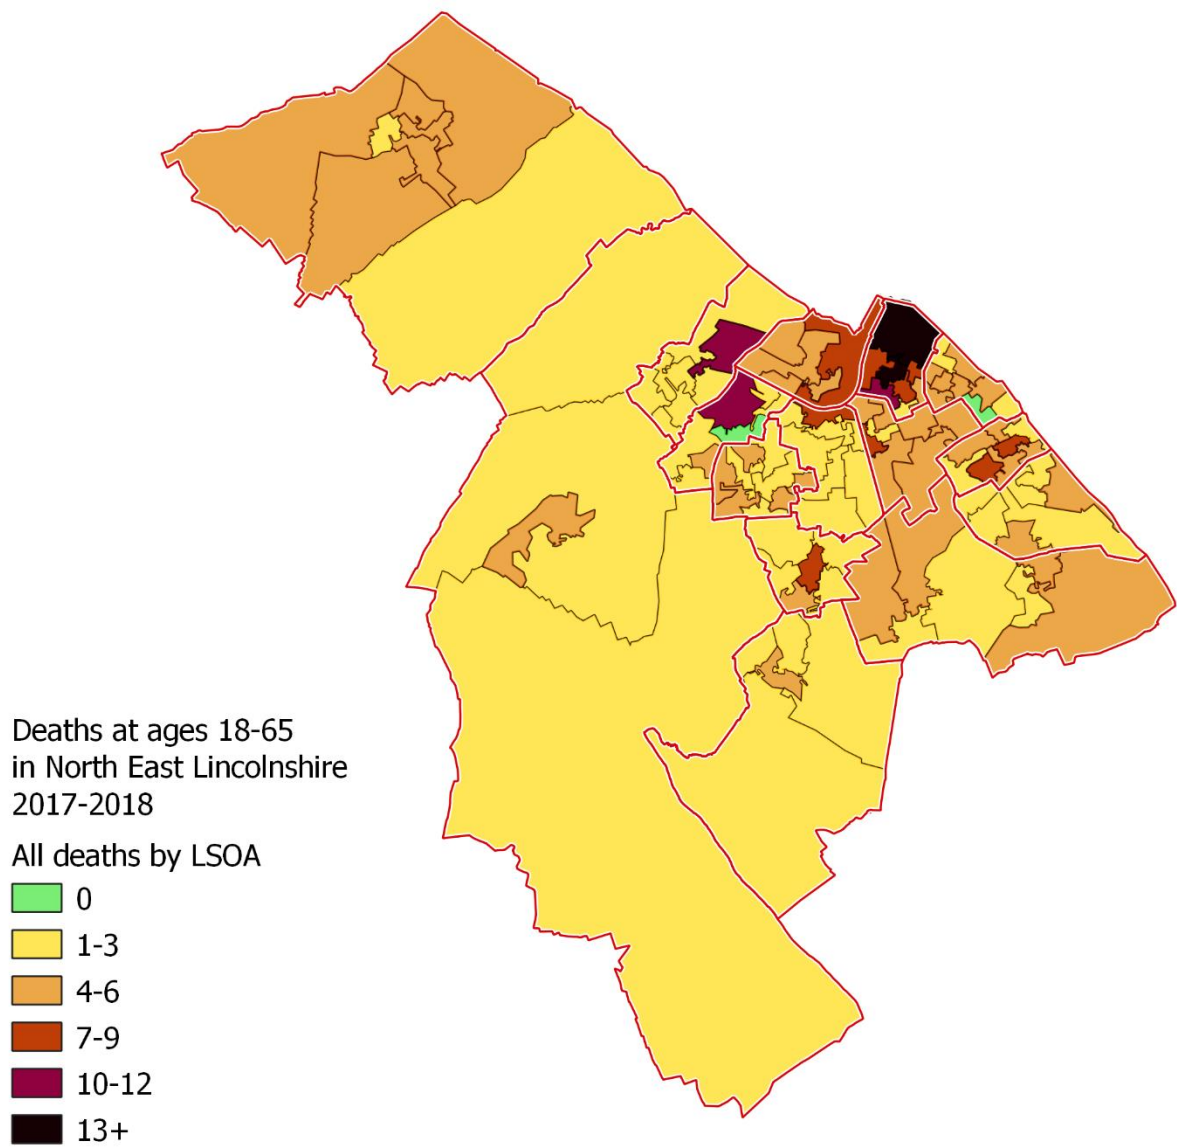 Deaths at ages 18-65
in North East Lincolnshire
2017-2018
All deaths by LSOA
0
1-3
4-6
7-9
10-12
13+